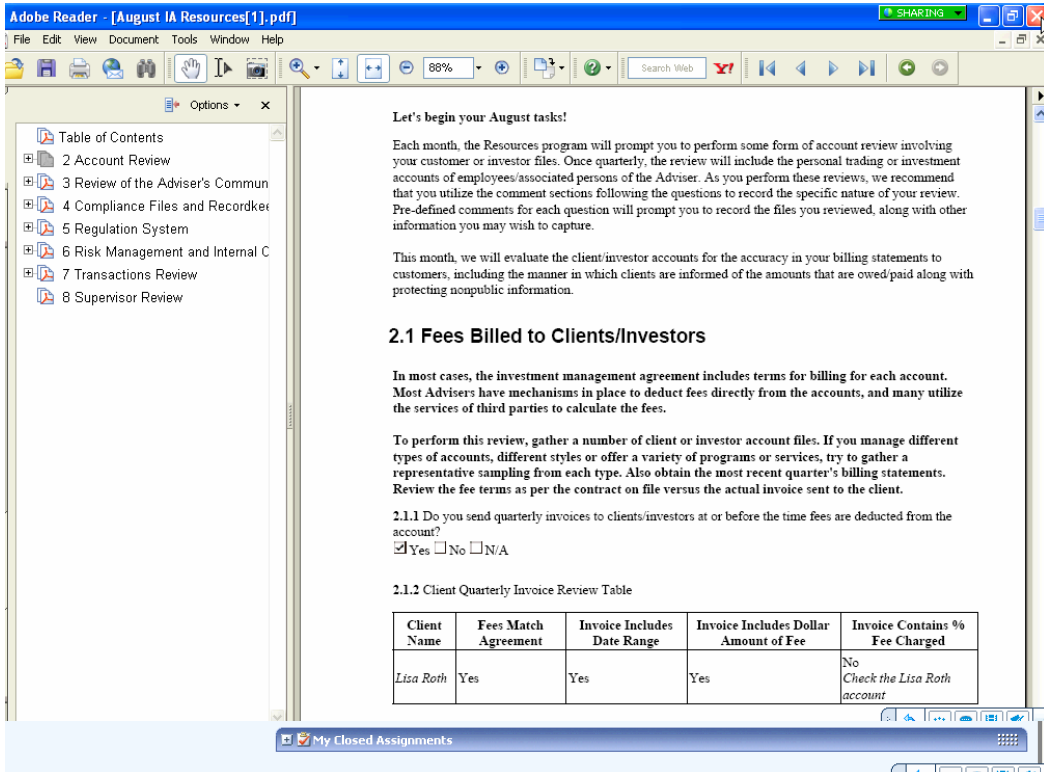 Adobe Reader - [August IA Resources[1].pdf]
SHARING
File Edit View Document Tools Window Help
88%
Search Web
Y!
Options
Table of Contents
2 Account Review
3 Review of the Adviser's Commun
4 Compliance Files and Recordkee
5 Regulation System
6 Risk Management and Internal C
7 Transactions Review
8 Supervisor Review
Let's begin your August tasks!
Each month, the Resources program will prompt you to perform some form of account review involving
your customer or investor files. Once quarterly, the review will include the personal trading or investment
accounts of employees/associated persons of the Adviser. As you perform these reviews, we recommend
that you utilize the comment sections following the questions to record the specific nature of your review.
Pre-defined comments for each question will prompt you to record the files you reviewed, along with other
information you may wish to capture.
This month, we will evaluate the client/investor accounts for the accuracy in your billing statements to
customers, including the manner in which clients are informed of the amounts that are owed/paid along with
protecting nonpublic information.
2.1 Fees Billed to Clients/Investors
In most cases, the investment management agreement includes terms for billing for each account.
Most Advisers have mechanisms in place to deduct fees directly from the accounts, and many utilize
the services of third parties to calculate the fees.
To perform this review, gather a number of client or investor account files. If you manage different
types of accounts, different styles or offer a variety of programs or services, try to gather a
representative sampling from each type. Also obtain the most recent quarter's billing statements.
Review the fee terms as per the contract on file versus the actual invoice sent to the client.
2.1.1 Do you send quarterly invoices to clients/investors at or before the time fees are deducted from the
account?
Yes No N/A
2.1.2 Client Quarterly Invoice Review Table
Client Name
Fees Match Agreement
Invoice Includes Date Range
Invoice Includes Dollar Amount of Fee
Invoice Contains % Fee Charged
Lisa Roth
Yes
Yes
Yes
No
Check the Lisa Roth
account
My Closed Assignments